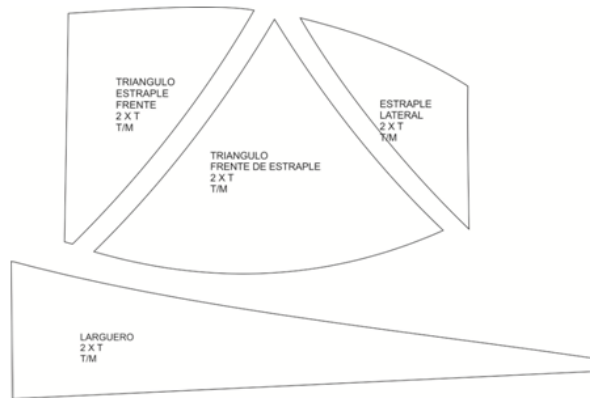 TRIANGULO
ESTRAPLE
FRENTE
2 X T
T/M
ESTRAPLE
LATERAL
2 X T
T/M
TRIANGULO
FRENTE DE ESTRAPLE
2 X T
T/M
LARGUERO
2 X T
T/M